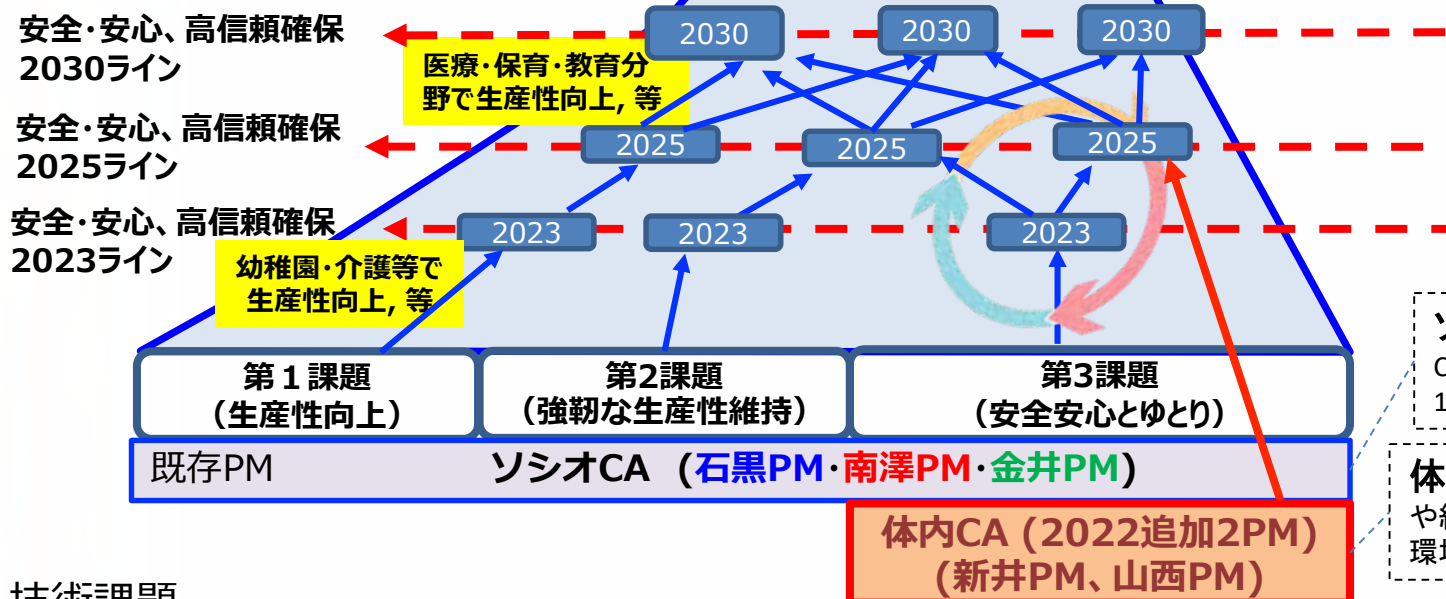 安全・安心、高信頼確保
2030ライン
2030
2030
2030
医療・保育・教育分
野で生産性向上, 等
安全・安心、高信頼確保
2025ライン
2025
2025
2025
安全・安心、高信頼確保
2023ライン
2023
2023
2023
幼稚園・介護等で
生産性向上, 等
第１課題
（生産性向上）
第2課題
（強靭な生産性維持）
第3課題
（安全安心とゆとり）
既存PM
ソシオCA (石黒PM・南澤PM・金井PM)
体内CA (2022追加2PM)
(新井PM、山西PM)
体
や
環
技術課題